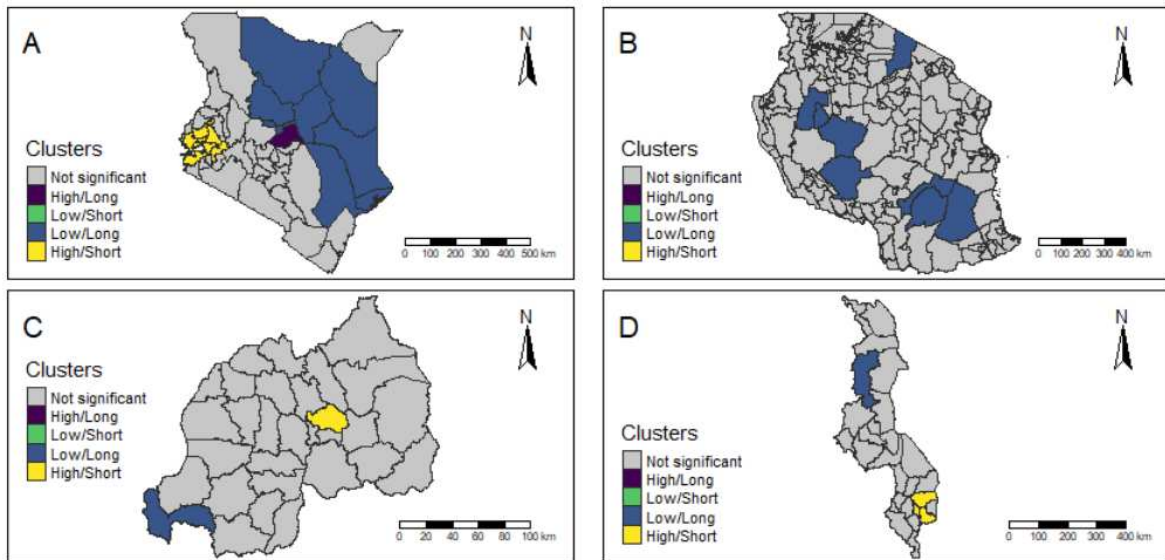 A
N
Clusters
Not significant
High/Long
Low/Short
Low/Long
High/Short
0 100 200 300 400 500 km
B
N
Clusters
Not significant
High/Long
Low/Short
Low/Long
High/Short
0 100 200 300 400 km
C
N
Clusters
Not significant
High/Long
Low/Short
Low/Long
High/Short
0 20 40 60 80 100 km
D
N
Clusters
Not significant
High/Long
Low/Short
Low/Long
High/Short
0 100 200 300 400 km